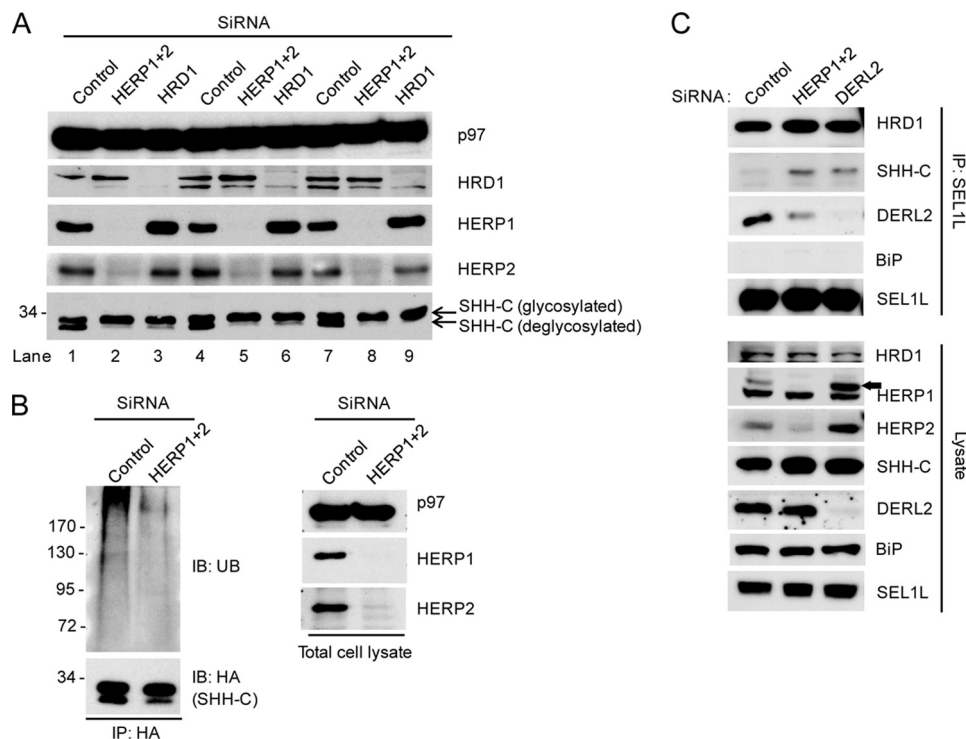 A
SiRNA
Control HERP1+2 HRD1 Control HERP1+2 HRD1 Control HERP1+2 HRD1
p97
HRD1
HERP1
HERP2
34 -
SHH-C (glycosylated)
SHH-C (deglycosylated)
Lane 1 2 3 4 5 6 7 8 9
B
SiRNA
Control HERP1+2
170 -
130 -
95 -
72 -
IB: UB
34 -
IB: HA
(SHH-C)
IP: HA
SiRNA
Control HERP1+2
p97
HERP1
HERP2
Total cell lysate
C
SiRNA: Control HERP1+2 DERL2
HRD1
SHH-C
DERL2
BiP
SEL1L
IP: SEL1L
HRD1
HERP1
HERP2
SHH-C
DERL2
BiP
SEL1L
Lysate